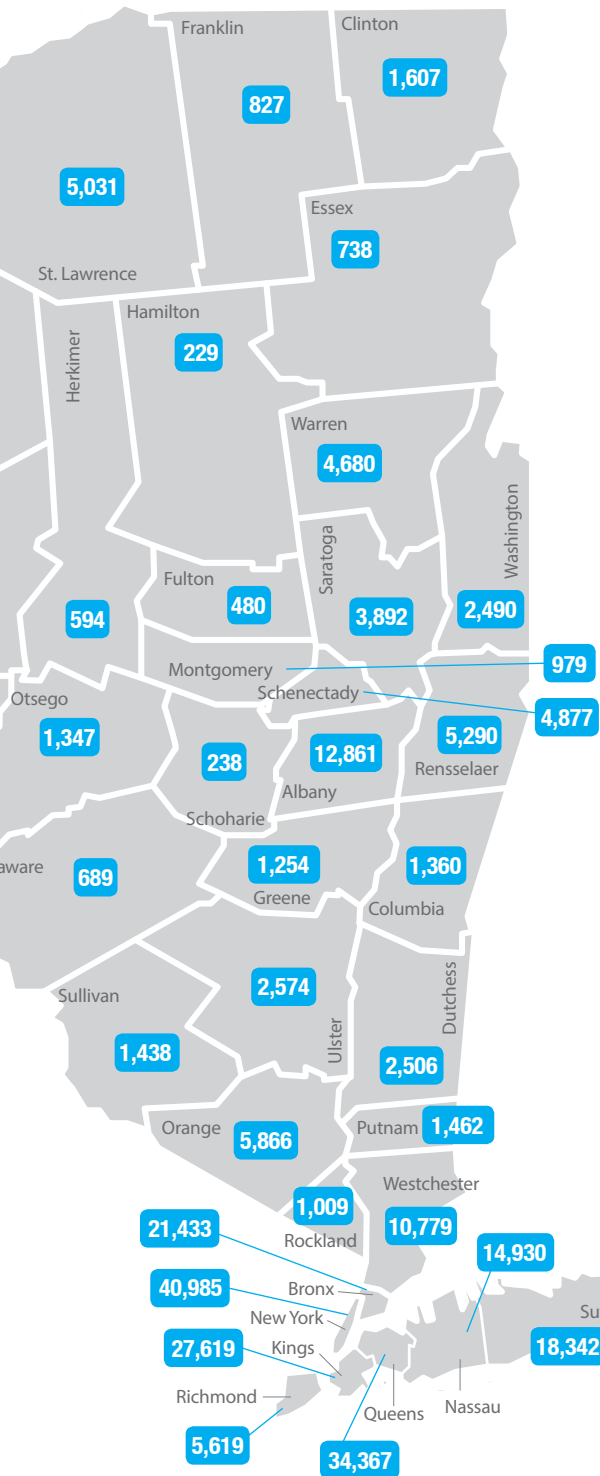 Franklin
Clinton
1,607
827
5,031
Essex
738
St. Lawrence
Hamilton
229
Herkimer
Warren
4,680
Washington
Saratoga
Fulton
480
594
3,892
2,490
Montgomery
979
Schenectady
4,877
Otsego
1,347
238
12,861
5,290
Rensselaer
Albany
Schoharie
aware
689
1,254
Greene
1,360
Columbia
Sullivan
2,574
Dutchess
1,438
Ulster
2,506
Orange
5,866
Putnam
1,462
Westchester
1,009
10,779
Rockland
21,433
14,930
40,985
Bronx
New York
Su
27,619
Kings
18,342
Richmond
Queens
Nassau
5,619
34,367